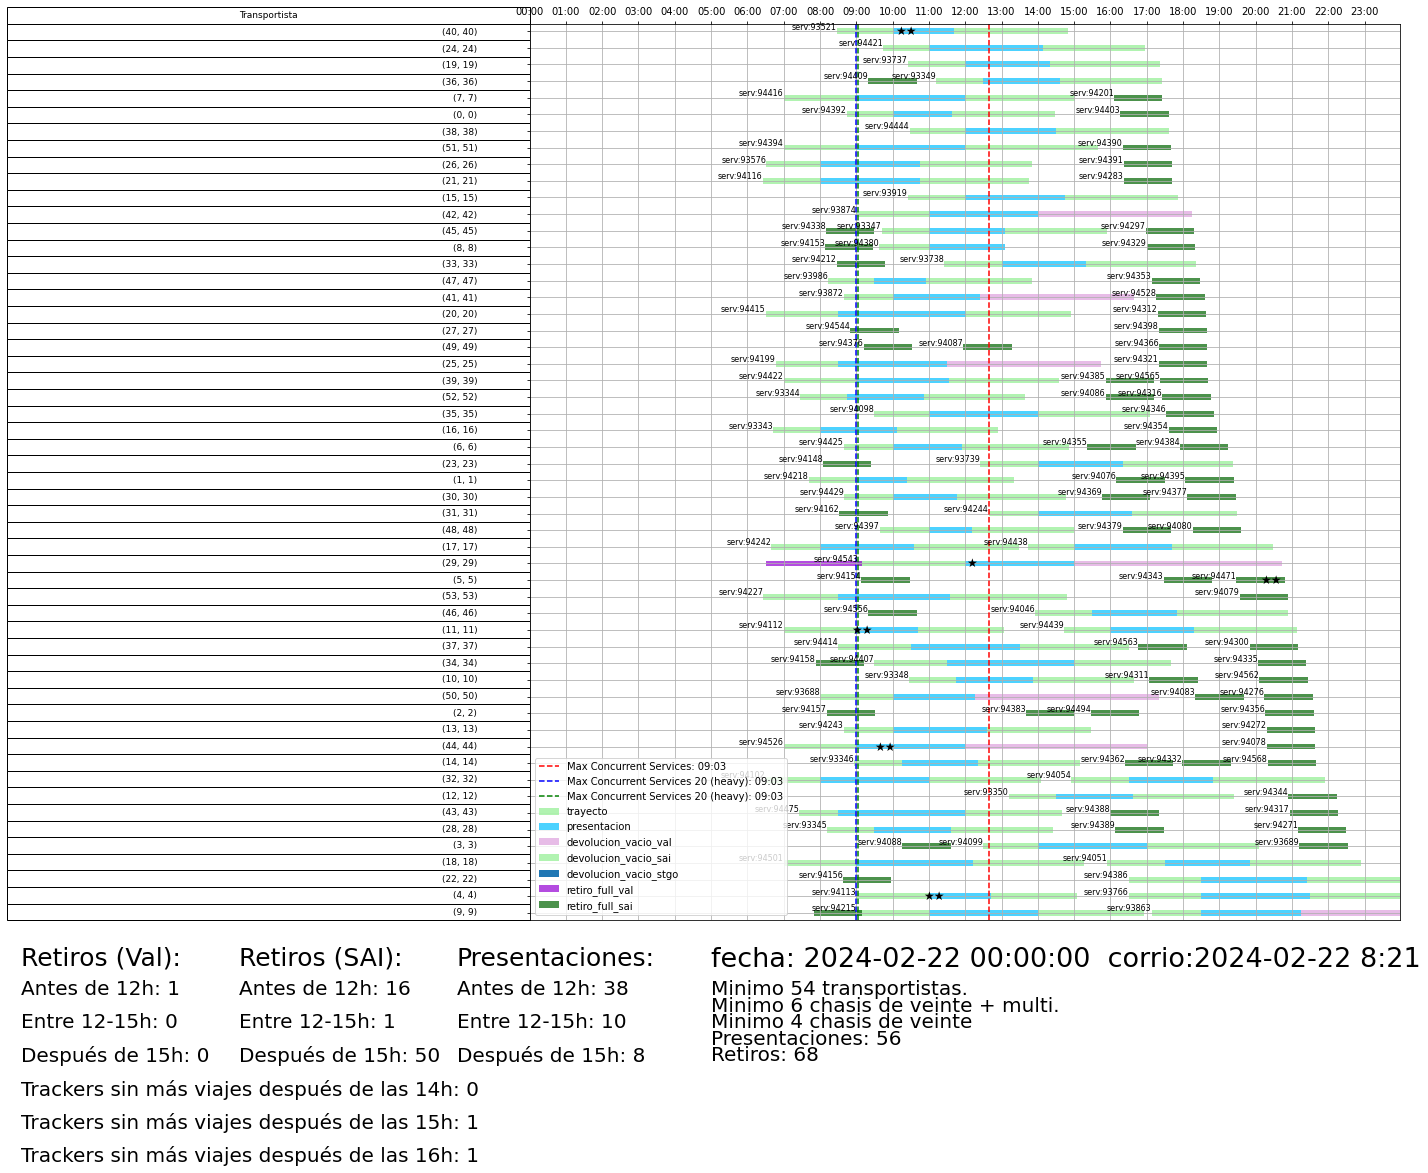 Transportista 00:00 01:00 02:00 03:00 04:00 05:00 06:00 07:00 08:00 09:00 10:00 11:00 12:00 13:00 14:00 15:00 16:00 17:00 18:00 19:00 20:00 21:00 22:00 23:00
(40, 40) serv:93521
(24, 24) serv:94421
(19, 19) serv:93737
(36, 36) serv:94409 serv:93349
(7, 7) serv:94416 serv:94201
(0, 0) serv:94392 serv:94403
(38, 38) serv:94444
(51, 51) serv:94394 serv:94390
(26, 26) serv:93576 serv:94391
(21, 21) serv:94116 serv:94283
(15, 15) serv:93919
(42, 42) serv:93874
(45, 45) serv:94338 serv:93347 serv:94297
(8, 8) serv:94153 serv:94380 serv:94329
(33, 33) serv:94212 serv:93738
(47, 47) serv:93986 serv:94353
(41, 41) serv:93872 serv:94528
(20, 20) serv:94415 serv:94312
(27, 27) serv:94544 serv:94398
(49, 49) serv:94376 serv:94087 serv:94366
(25, 25) serv:94199 serv:94321
(39, 39) serv:94422 serv:94385 serv:94565
(52, 52) serv:93344 serv:94086 serv:94316
(35, 35) serv:94098 serv:94346
(16, 16) serv:93343 serv:94354
(6, 6) serv:94425 serv:94355 serv:94384
(23, 23) serv:94148 serv:93739
(1, 1) serv:94218 serv:94076 serv:94395
(30, 30) serv:94429 serv:94369 serv:94377
(31, 31) serv:94162 serv:94244
(48, 48) serv:94397 serv:94379 serv:94080
(17, 17) serv:94242 serv:94438
(29, 29) serv:94543
(5, 5) serv:94154 serv:94343 serv:94471
(53, 53) serv:94227 serv:94079
(46, 46) serv:94356 serv:94046
(11, 11) serv:94112 serv:94439
(37, 37) serv:94414 serv:94563 serv:94300
(34, 34) serv:94158 serv:94407 serv:94335
(10, 10) serv:93348 serv:94311 serv:94562
(50, 50) serv:93688 serv:94083 serv:94276
(2, 2) serv:94157 serv:94383 serv:94494 serv:94356
(13, 13) serv:94243 serv:94272
(44, 44) serv:94526 serv:94078
(14, 14) serv:93346 serv:94362 serv:94332 serv:94568
(32, 32) serv:94054
(12, 12) serv:93350 serv:94344
(43, 43) serv:94388 serv:94317
(28, 28) serv:93345 serv:94389 serv:94271
(3, 3) serv:94088 serv:94099 serv:93689
(18, 18) serv:94501 serv:94051
(22, 22) serv:94156 serv:94386
(4, 4) serv:94113 serv:93766
(9, 9) serv:94215 serv:93863
Max Concurrent Services: 09:03
Max Concurrent Services 20 (heavy): 09:03
Max Concurrent Services 20 (heavy): 09:03
trayecto
presentacion
devolucion_vacio_val
devolucion_vacio_sai
devolucion_vacio_stgo
retiro_full_val
retiro_full_sai
Retiros (Val): Retiros (SAI): Presentaciones: fecha: 2024-02-22 00:00:00 corrio:2024-02-22 8:21
Antes de 12h: 1 Antes de 12h: 16 Antes de 12h: 38 Minimo 54 transportistas.
Minimo 6 chasis de veinte + multi.
Entre 12-15h: 0 Entre 12-15h: 1 Entre 12-15h: 10 Minimo 4 chasis de veinte
Presentaciones: 56
Después de 15h: 0 Después de 15h: 50 Después de 15h: 8 Retiros: 68
Trackers sin más viajes después de las 14h: 0
Trackers sin más viajes después de las 15h: 1
Trackers sin más viajes después de las 16h: 1